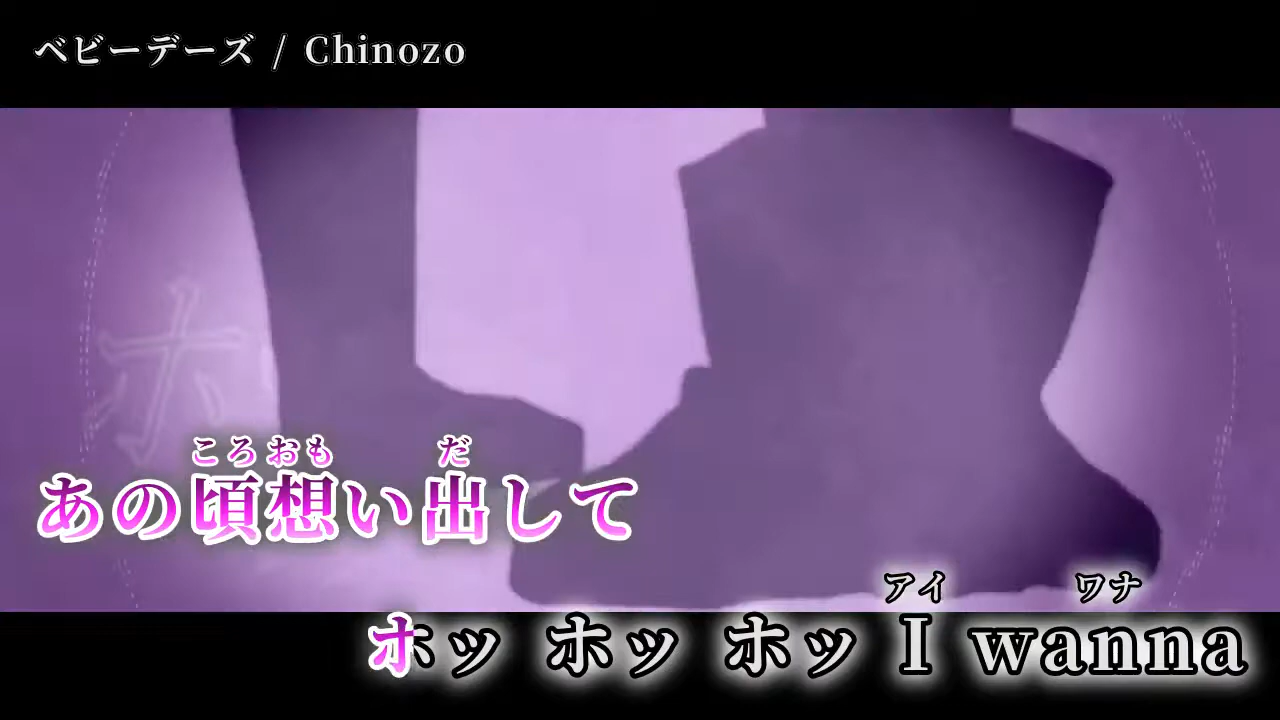 ベビーデーズ / Chinozo
ホ
ころ おも だ
あの頃想い出して
アイ ワナ
ホッ ホッ ホッ I wanna